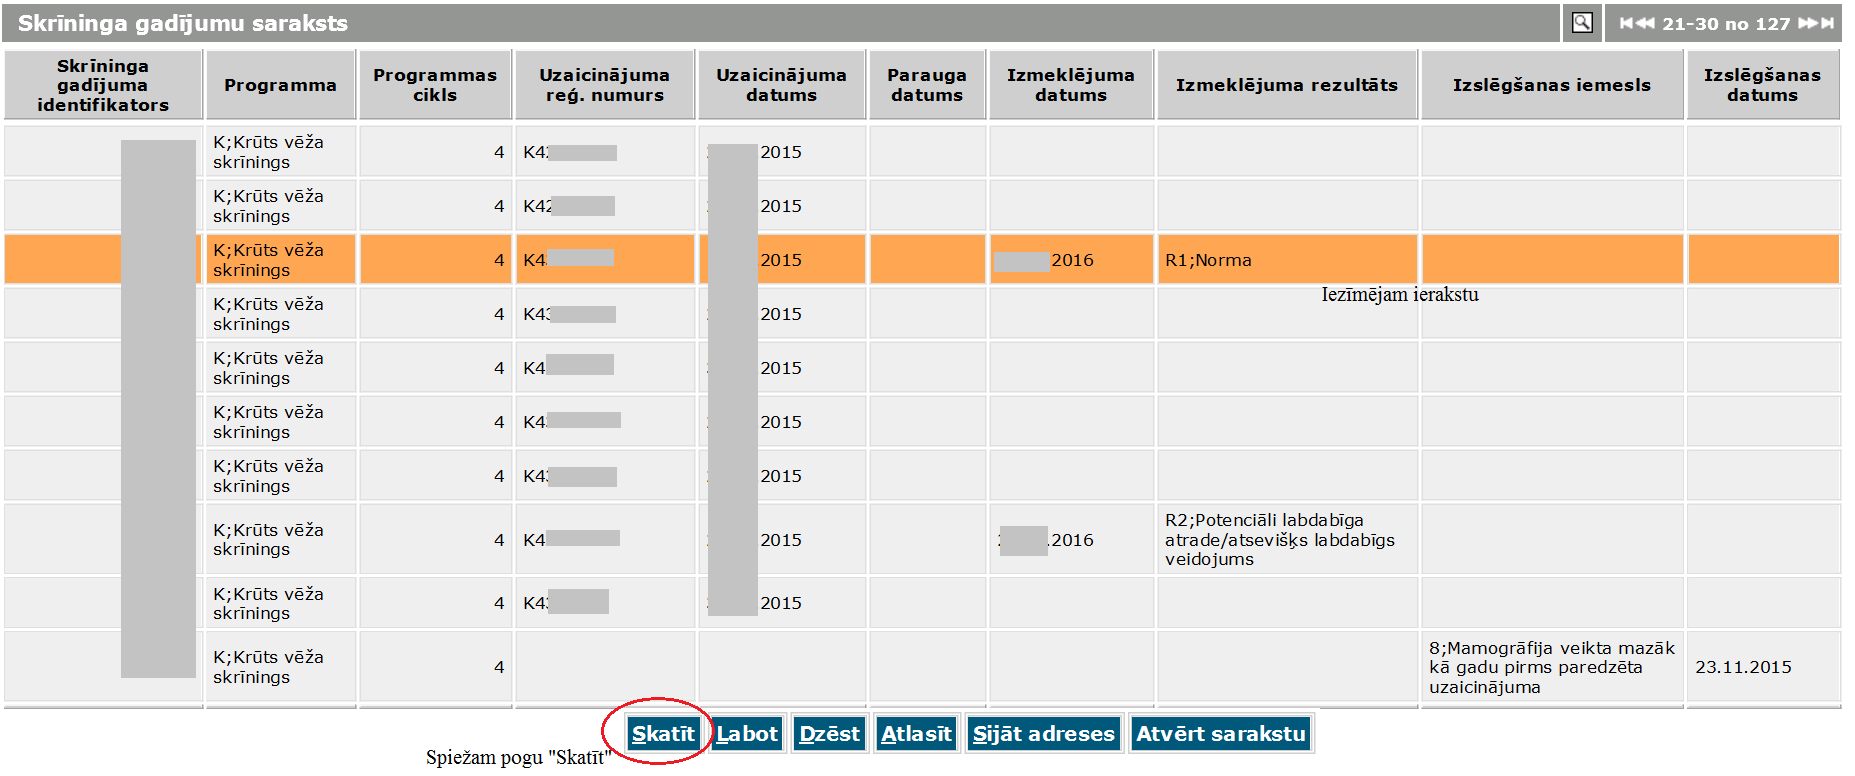 Skrīninga gadījumu saraksts
21-30 no 127
Skrīninga gadījuma identifikators Programma Programmas cikls Uzaicinājuma reģ. numurs Uzaicinājuma datums Parauga datums Izmeklējuma datums Izmeklējuma rezultāts Izslēgšanas iemesls Izslēgšanas datums
K;Krūts vēža skrīnings 4 K42 2015
K;Krūts vēža skrīnings 4 K42 2015
K;Krūts vēža skrīnings 4 K4 2015 2016 R1;Norma
Iezīmējam ierakstu
K;Krūts vēža skrīnings 4 K43 2015
K;Krūts vēža skrīnings 4 K4 2015
K;Krūts vēža skrīnings 4 K4 2015
K;Krūts vēža skrīnings 4 K43 2015
K;Krūts vēža skrīnings 4 K4 2015 .2016 R2;Potenciāli labdabīga atrade/atsevišķs labdabīgs veidojums
K;Krūts vēža skrīnings 4 K43 2015
K;Krūts vēža skrīnings 4 8;Mamogrāfija veikta mazāk kā gadu pirms paredzēta uzaicinājuma 23.11.2015
Skatīt Labot Dzēst Atlasīt Sijāt adreses Atvērt sarakstu
Spiežam pogu "Skatīt"